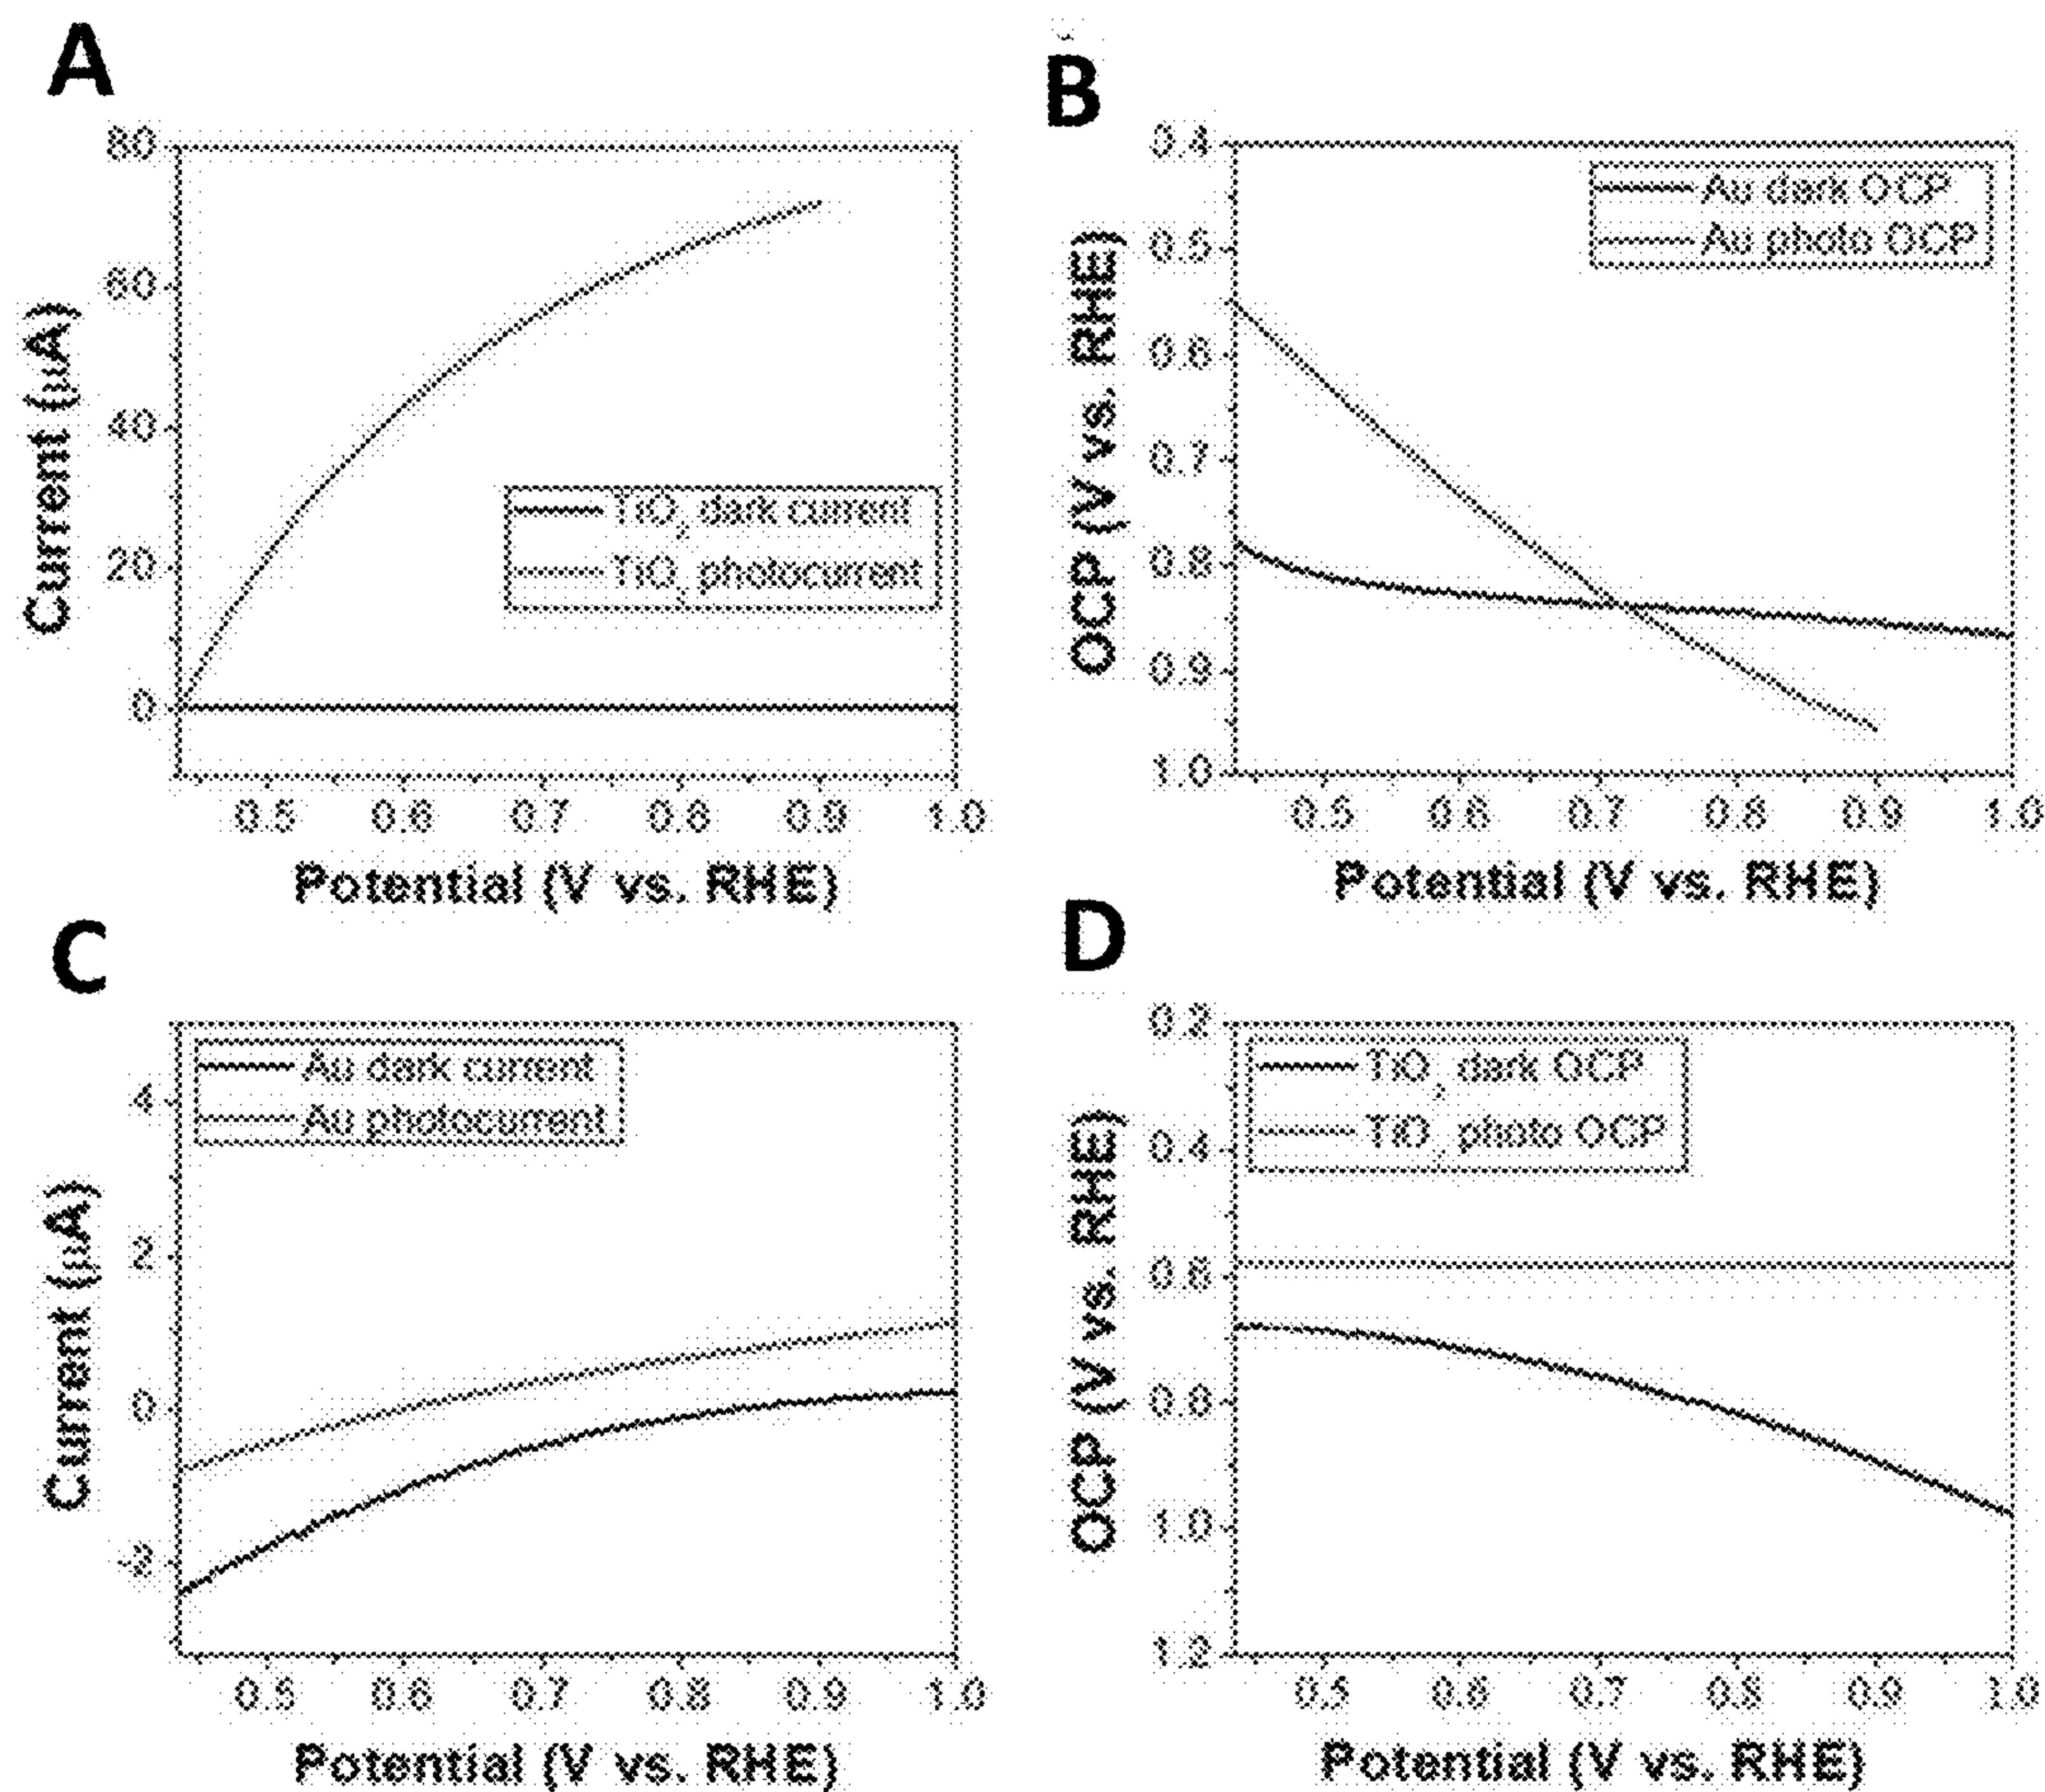 A
80
60
40
20
0
Current (μA)
TiO2 dark current
TiO2 photocurrent
0.5 0.6 0.7 0.8 0.9 1.0
Potential (V vs. RHE)
B
0.4
0.5
0.6
0.7
0.8
0.9
1.0
OCP (V vs. RHE)
Au dark OCP
Au photo OCP
0.5 0.6 0.7 0.8 0.9 1.0
Potential (V vs. RHE)
C
4
2
0
-2
Current (μA)
Au dark current
Au photocurrent
0.5 0.6 0.7 0.8 0.9 1.0
Potential (V vs. RHE)
D
0.2
0.4
0.6
0.8
1.0
1.2
OCP (V vs. RHE)
TiO2 dark OCP
TiO2 photo OCP
0.5 0.6 0.7 0.8 0.9 1.0
Potential (V vs. RHE)